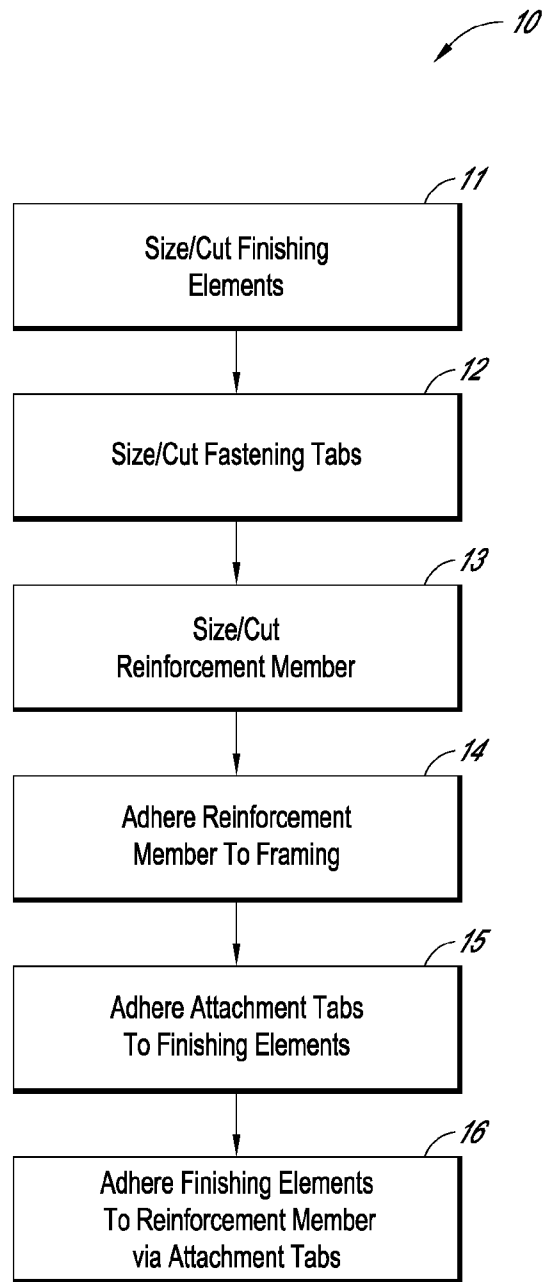 10
11
Size/Cut Finishing
Elements
12
Size/Cut Fastening Tabs
13
Size/Cut
Reinforcement Member
14
Adhere Reinforcement
Member To Framing
15
Adhere Attachment Tabs
To Finishing Elements
16
Adhere Finishing Elements
To Reinforcement Member
via Attachment Tabs